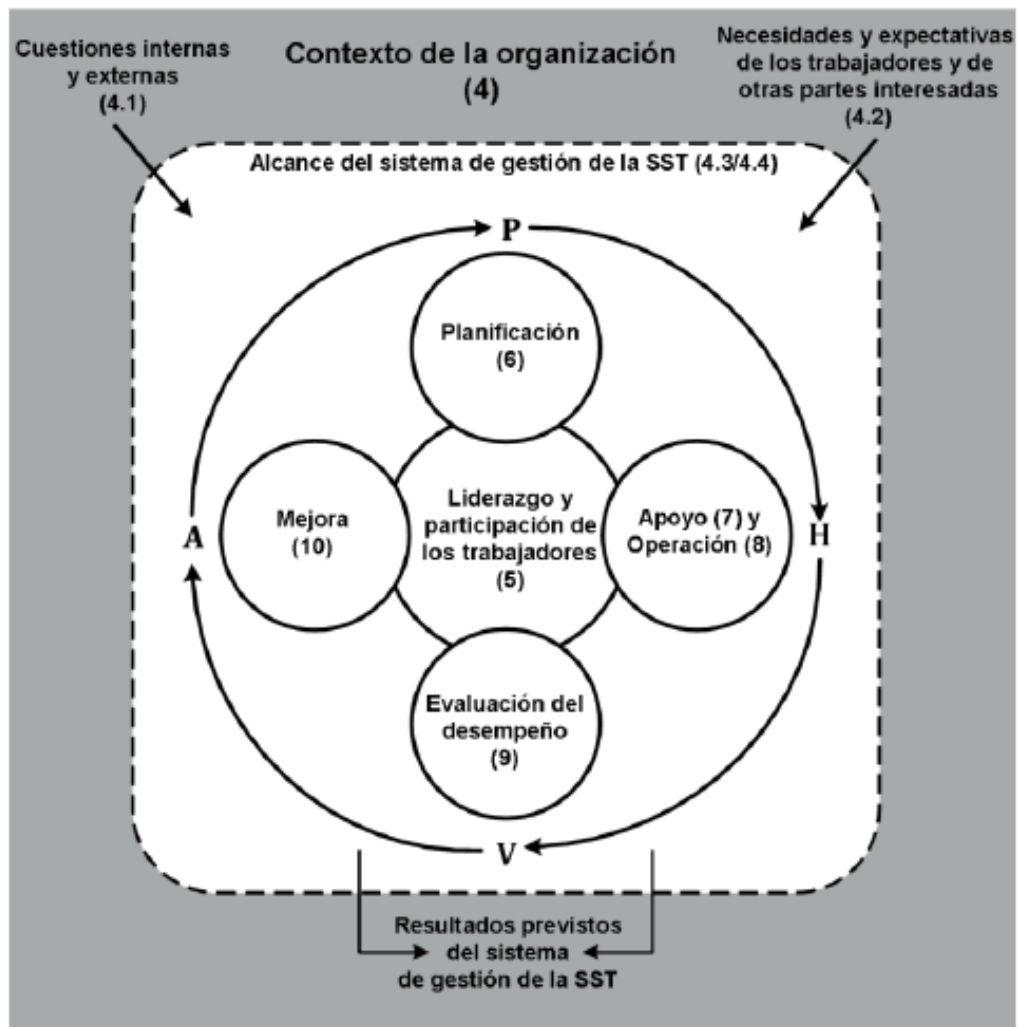 Cuestiones internas
y externas
(4.1)
Contexto de la organización
(4)
Necesidades y expectativas
de los trabajadores y de
otras partes interesadas
(4.2)
Alcance del sistema de gestión de la SST (4.3/4.4)
P
Planificación
(6)
A
Mejora
(10)
Liderazgo y
participación de
los trabajadores
(5)
Apoyo (7) y
Operación (8)
H
Evaluación del
desempeño
(9)
V
Resultados previstos
del sistema
de gestión de la SST